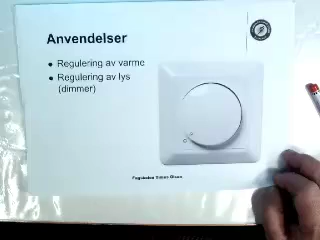 Anvendelser
● Regulering av varme
● Regulering av lys
(dimmer)